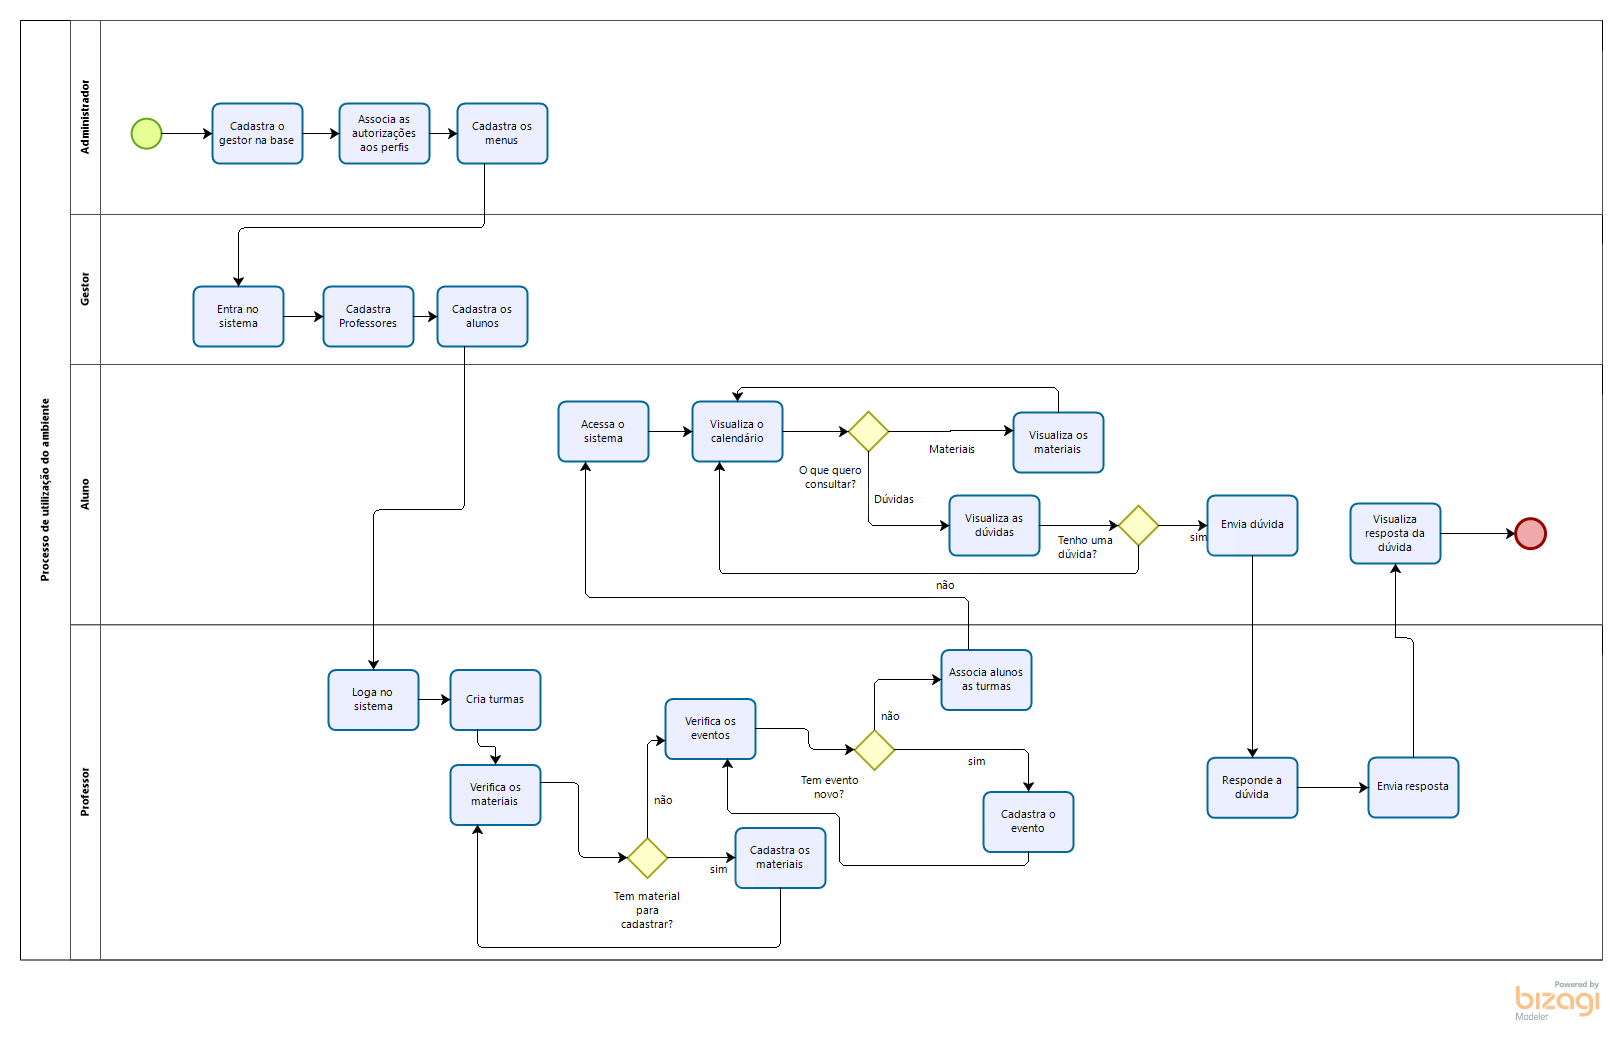 Processo de utilização do ambiente
Administrador
Cadastra o
gestor na base
Associa as
autorizações
aos perfis
Cadastra os
menus
Gestor
Entra no
sistema
Cadastra
Professores
Cadastra os
alunos
Aluno
Acessa o
sistema
Visualiza o
calendário
O que quero
consultar?
Materiais
Visualiza os
materiais
Dúvidas
Visualiza as
dúvidas
Tenho uma
dúvida?
sim
não
Envia dúvida
Visualiza
resposta da
dúvida
Professor
Loga no
sistema
Cria turmas
Verifica os
materiais
Tem material
para
cadastrar?
não
sim
Cadastra os
materiais
Verifica os
eventos
Tem evento
novo?
não
sim
Associa alunos
as turmas
Cadastra o
evento
Responde a
dúvida
Envia resposta
Powered by
bizagi
Modeler